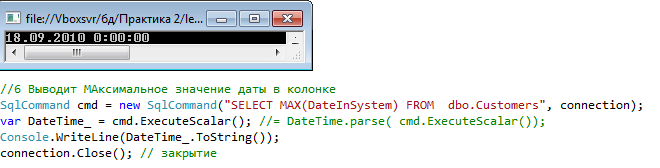 file://Vboxsvr/бд/Практика 2/le...
18.09.2010 0:00:00
//6 Выводит МАксимальное значение даты в колонке
SqlCommand cmd = new SqlCommand("SELECT MAX(DateInSystem) FROM  dbo.Customers", connection);
var DateTime_ = cmd.ExecuteScalar(); //= DateTime.parse( cmd.ExecuteScalar());
Console.WriteLine(DateTime_.ToString());
connection.Close(); // закрытие